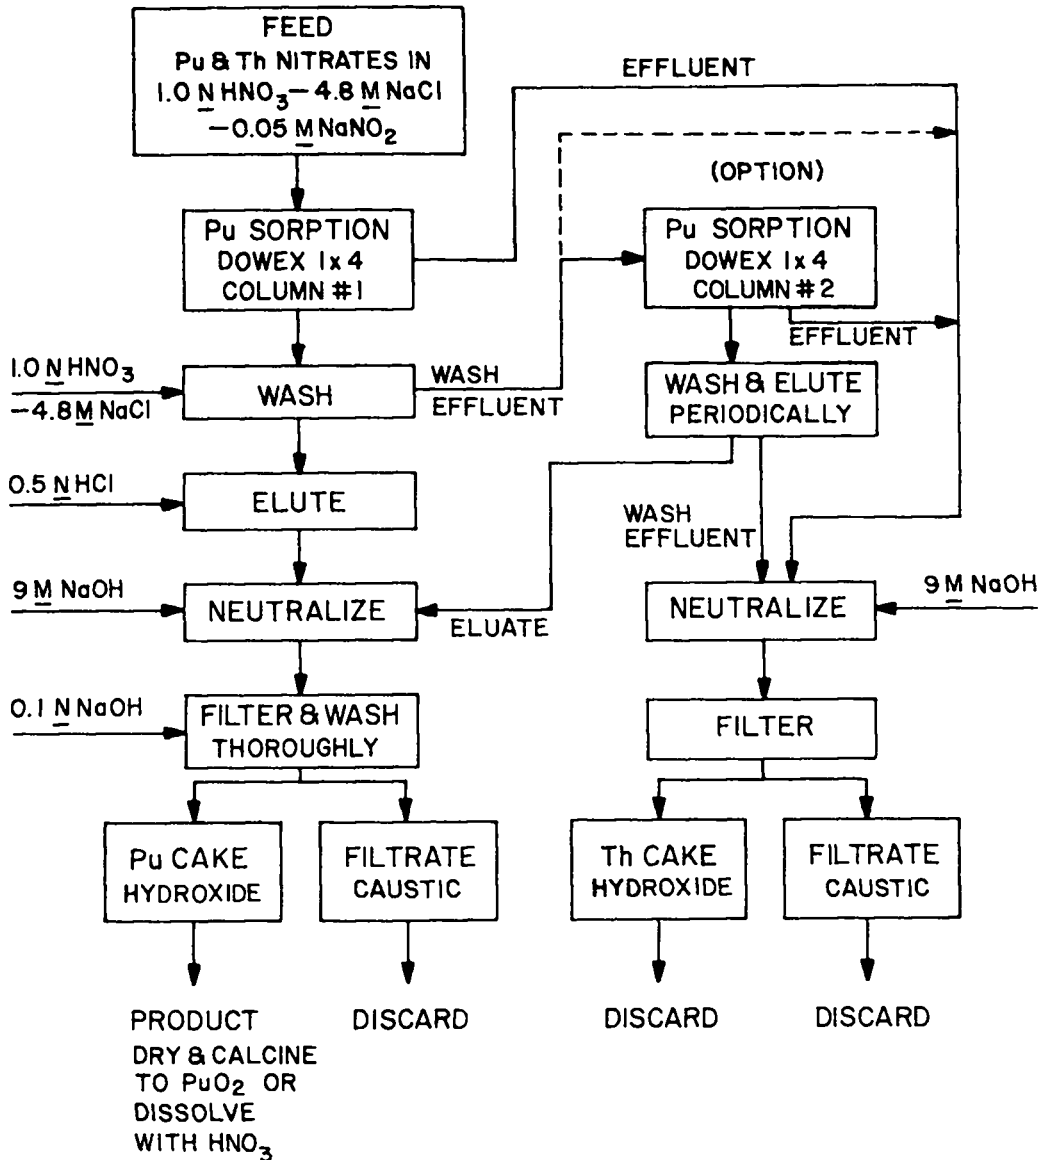 FEED
Pu & Th NITRATES IN
1.0 N HNO3 – 4.8 M NaCl
– 0.05 M NaNO2
EFFLUENT
(OPTION)
Pu SORPTION
DOWEX 1 x 4
COLUMN #1
Pu SORPTION
DOWEX 1 x 4
COLUMN #2
EFFLUENT
1.0 N HNO3
– 4.8 M NaCl
WASH
WASH
EFFLUENT
WASH & ELUTE
PERIODICALLY
0.5 N HCl
ELUTE
WASH
EFFLUENT
9 M NaOH
NEUTRALIZE
ELUATE
NEUTRALIZE
9 M NaOH
0.1 N NaOH
FILTER & WASH
THOROUGHLY
FILTER
Pu CAKE
HYDROXIDE
FILTRATE
CAUSTIC
Th CAKE
HYDROXIDE
FILTRATE
CAUSTIC
PRODUCT
DRY & CALCINE
TO PuO2 OR
DISSOLVE
WITH HNO3
DISCARD
DISCARD
DISCARD